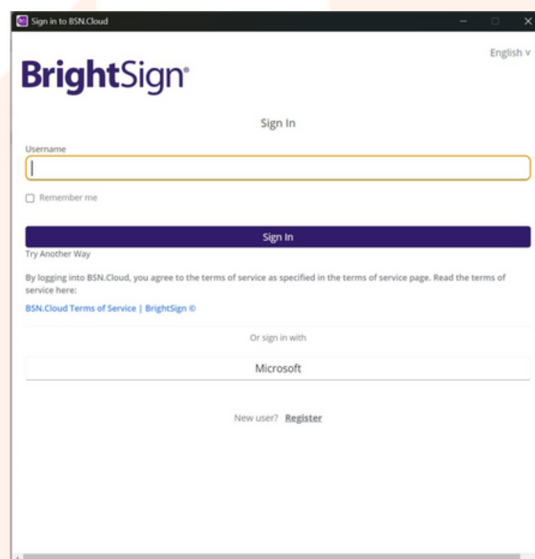 Sign in to BSN.Cloud
English v
BrightSign®
Sign In
Username
Remember me
Sign In
Try Another Way
By logging into BSN.Cloud, you agree to the terms of service as specified in the terms of service page. Read the terms of
service here:
BSN.Cloud Terms of Service | BrightSign ©
Or sign in with
Microsoft
New user? Register